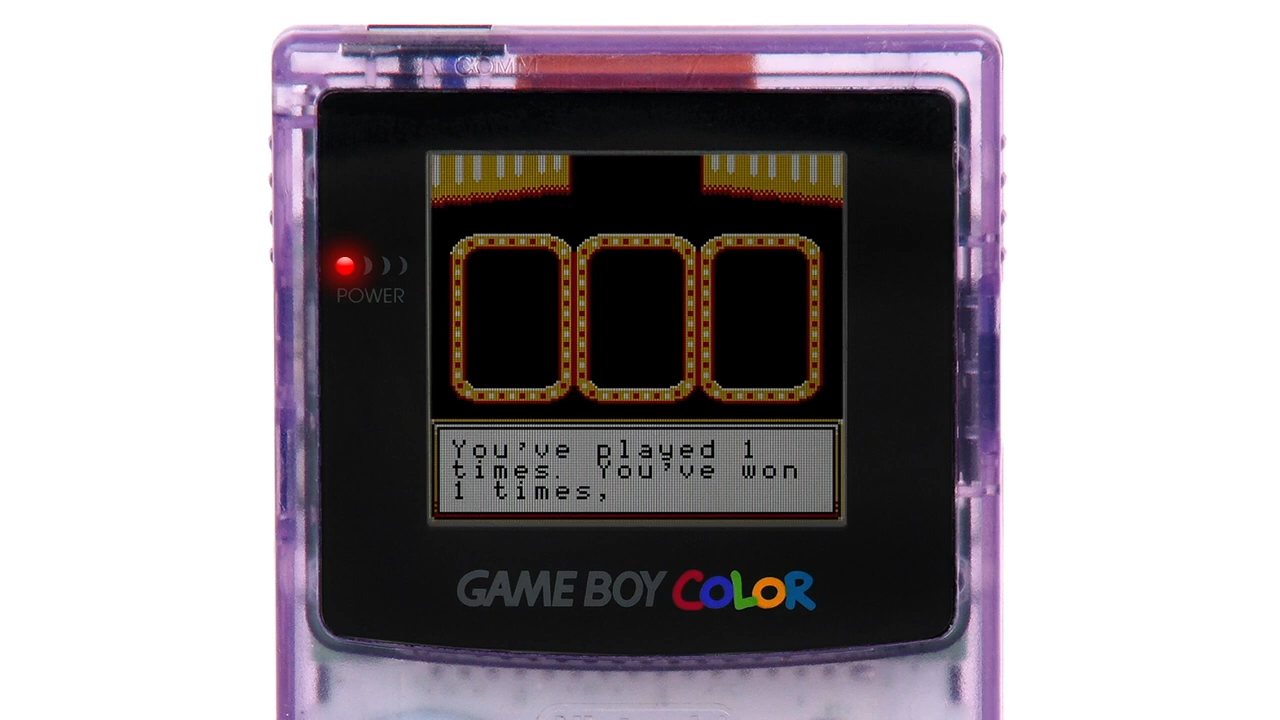 COMM
POWER
You've played 1
times. You've won
1 times,
GAME BOY COLOR